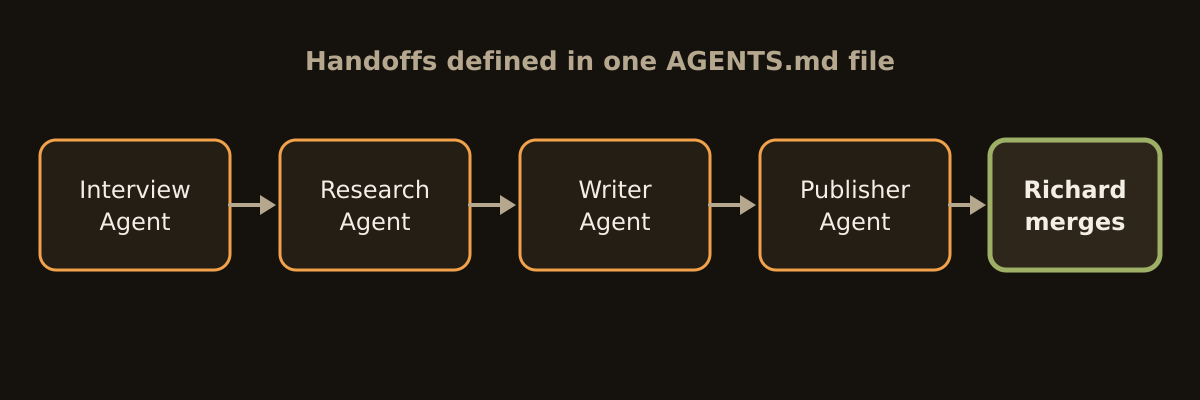 Handoffs defined in one AGENTS.md file
Interview
Agent
Research
Agent
Writer
Agent
Publisher
Agent
Richard
merges